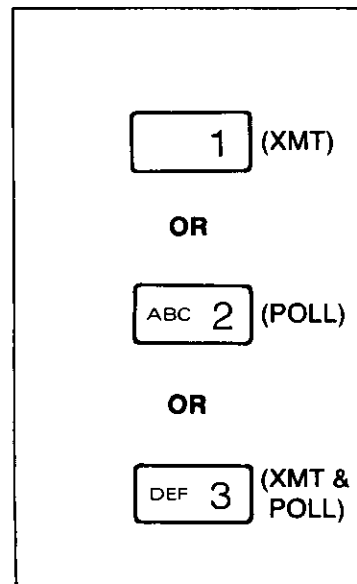 1 (XMT)
OR
ABC 2 (POLL)
OR
DEF 3 (XMT &
POLL)